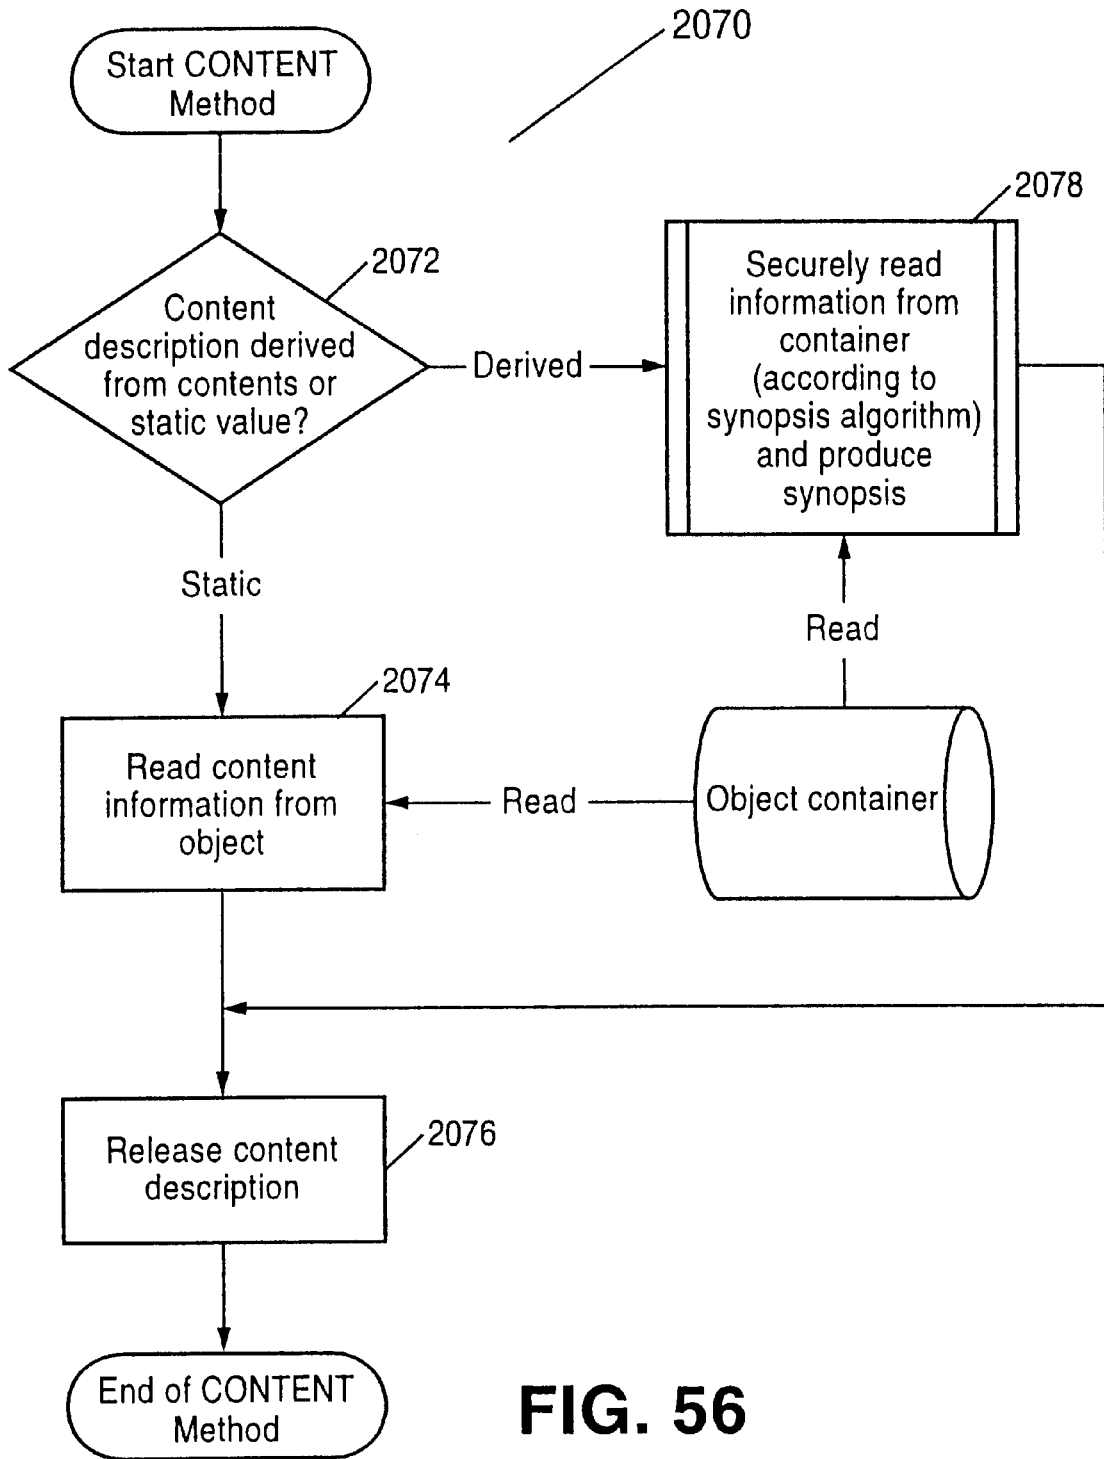 2070
Start CONTENT
Method
2072
Content
description derived
from contents or
static value?
Derived
2078
Securely read
information from
container
(according to
synopsis algorithm)
and produce
synopsis
Static
Read
2074
Read content
information from
object
Read
Object container
Release content
description
2076
End of CONTENT
Method
FIG. 56